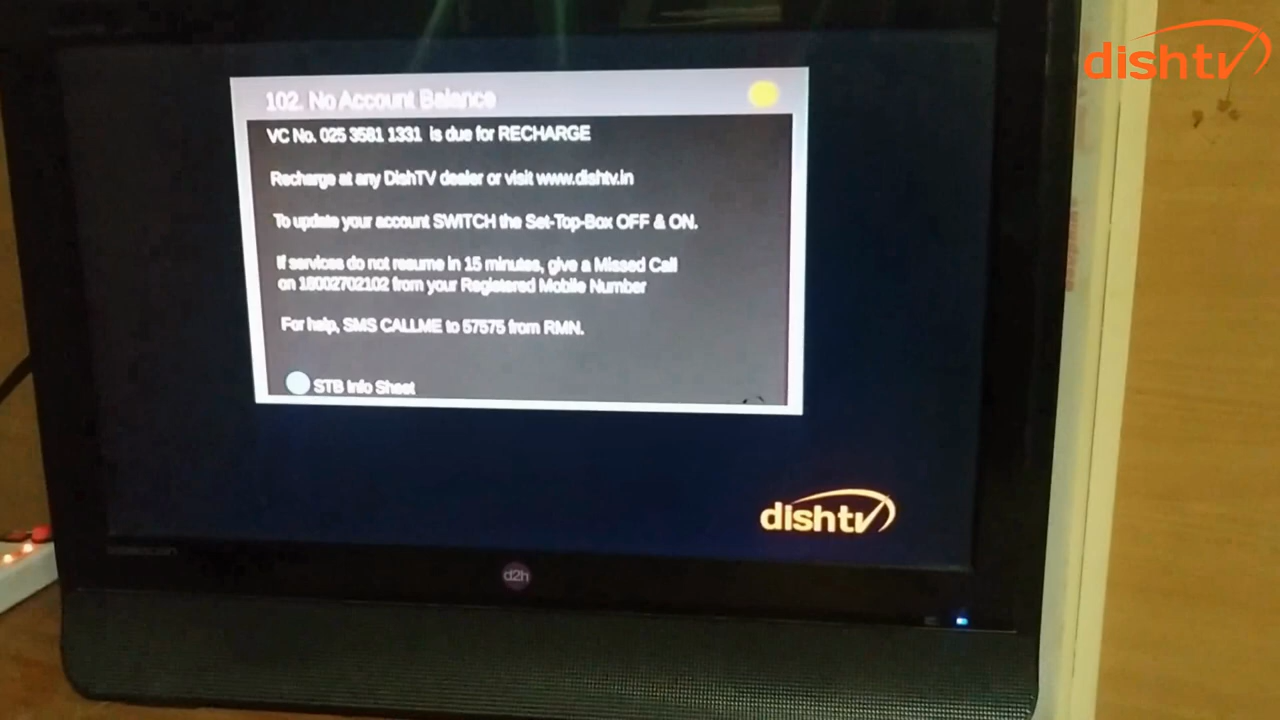 dishtv
102. No Account Balance
VC No. 025 3581 1331 is due for RECHARGE
Recharge at any DishTV dealer or visit www.dishtv.in
To update your account SWITCH the Set-Top-Box OFF & ON.
If services do not resume in 15 minutes, give a Missed Call
on 18002702102 from your Registered Mobile Number
For help, SMS CALLME to 57575 from RMN.
STB Info Sheet
dishtv
d2h